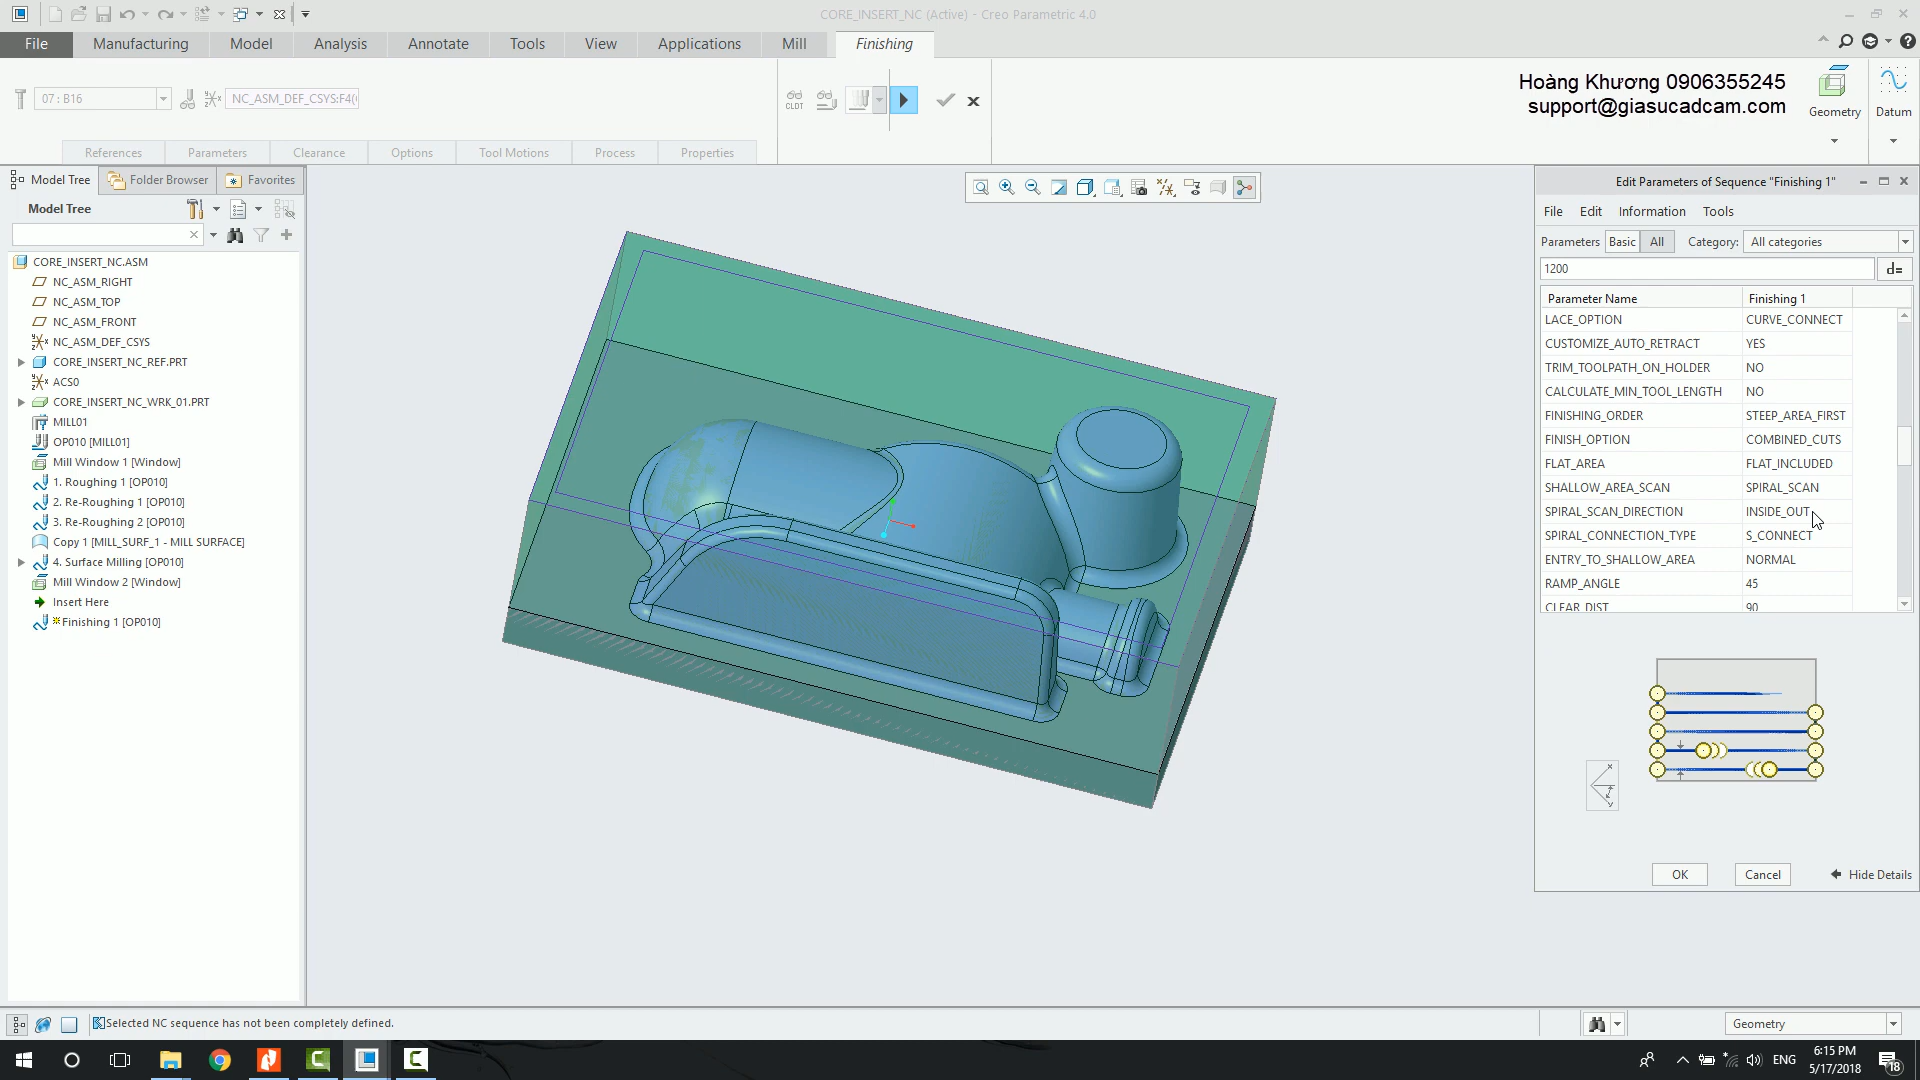 CORE_INSERT_NC (Active) - Creo Parametric 4.0
File
Manufacturing
Model
Analysis
Annotate
Tools
View
Applications
Mill
Finishing
07 : B16
NC_ASM_DEF_CSYS:F4(
CLDT
References
Parameters
Clearance
Options
Tool Motions
Process
Properties
Hoàng Khương 0906355245
support@giasucadcam.com
Geometry
Datum
Model Tree
Folder Browser
Favorites
Model Tree
CORE_INSERT_NC.ASM
NC_ASM_RIGHT
NC_ASM_TOP
NC_ASM_FRONT
NC_ASM_DEF_CSYS
CORE_INSERT_NC_REF.PRT
ACS0
CORE_INSERT_NC_WRK_01.PRT
MILL01
OP010 [MILL01]
Mill Window 1 [Window]
1. Roughing 1 [OP010]
2. Re-Roughing 1 [OP010]
3. Re-Roughing 2 [OP010]
Copy 1 [MILL_SURF_1 - MILL SURFACE]
4. Surface Milling [OP010]
Mill Window 2 [Window]
Insert Here
Finishing 1 [OP010]
Edit Parameters of Sequence "Finishing 1"
File Edit Information Tools
Parameters Basic All Category: All categories
1200
d=
Parameter Name Finishing 1
LACE_OPTION CURVE_CONNECT
CUSTOMIZE_AUTO_RETRACT YES
TRIM_TOOLPATH_ON_HOLDER NO
CALCULATE_MIN_TOOL_LENGTH NO
FINISHING_ORDER STEEP_AREA_FIRST
FINISH_OPTION COMBINED_CUTS
FLAT_AREA FLAT_INCLUDED
SHALLOW_AREA_SCAN SPIRAL_SCAN
SPIRAL_SCAN_DIRECTION INSIDE_OUT
SPIRAL_CONNECTION_TYPE S_CONNECT
ENTRY_TO_SHALLOW_AREA NORMAL
RAMP_ANGLE 45
CLEAR_DIST 90
OK
Cancel
Hide Details
Selected NC sequence has not been completely defined.
Geometry
ENG
6:15 PM
5/17/2018
18